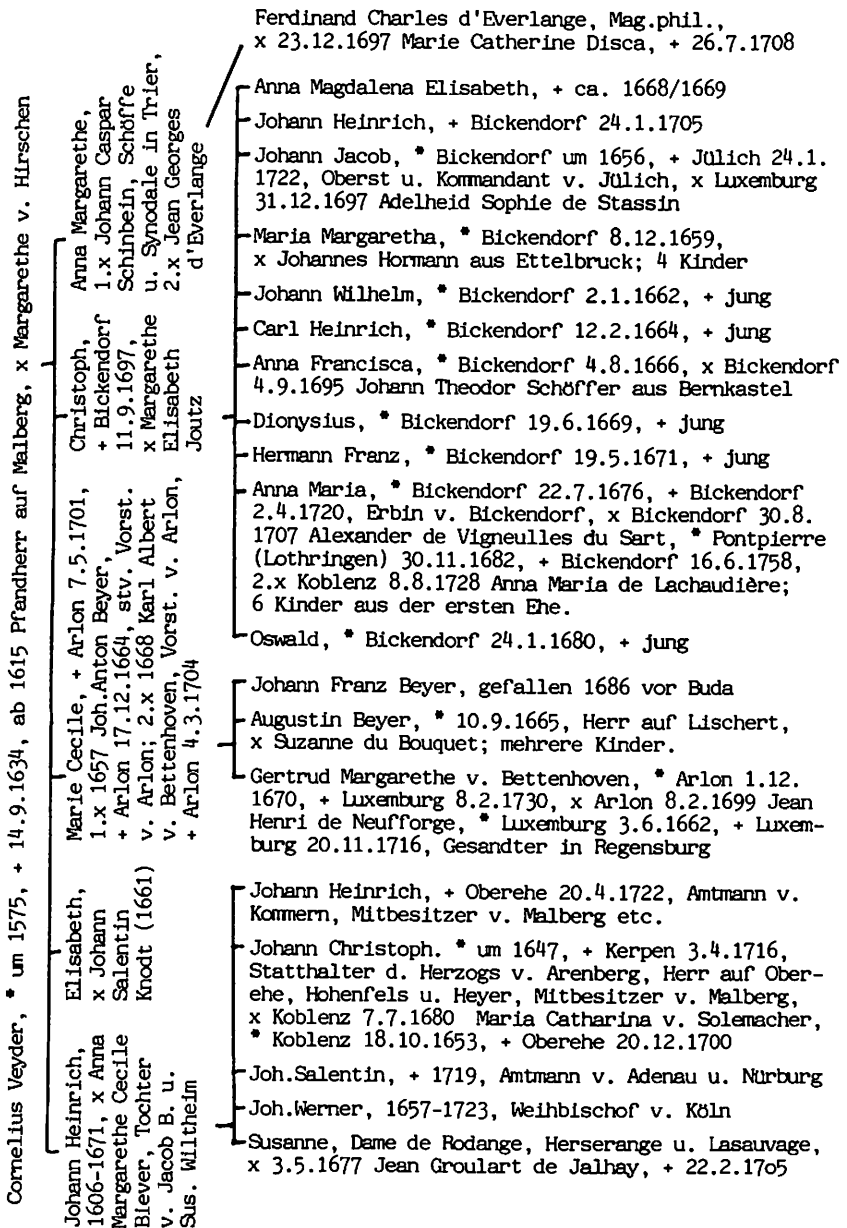 Cornelius Veyder, * um 1575, + 14.9.1634, ab 1615 Pfandherr auf Malberg, x Margarethe v. Hirschen
Anna Margarethe,
1.x Johann Caspar
Schinbein, Schöffe
u. Synodale in Trier,
2.x Jean Georges
d'Everlange
Christoph,
+ Bickendorf
11.9.1697,
x Margarethe
Elisabeth
Joutz
Marie Cecile, + Arlon 7.5.1701,
1.x 1657 Joh.Anton Beyer,
+ Arlon 17.12.1664, stv. Vorst.
v. Arlon; 2.x 1668 Karl Albert
v. Bettenhoven, Vorst. v. Arlon,
+ Arlon 4.3.1704
Elisabeth,
x Johann
Salentin
Knodt (1661)
Johann Heinrich,
1606-1671, x Anna
Margarethe Cecile
Biever, Tochter
v. Jacob B. u.
Sus. Wiltheim
Ferdinand Charles d'Everlange, Mag.phil.,
x 23.12.1697 Marie Catherine Disca, + 26.7.1708
Anna Magdalena Elisabeth, + ca. 1668/1669
Johann Heinrich, + Bickendorf 24.1.1705
Johann Jacob, * Bickendorf um 1656, + Jülich 24.1.
1722, Oberst u. Kommandant v. Jülich, x Luxemburg
31.12.1697 Adelheid Sophie de Stassin
Maria Margaretha, * Bickendorf 8.12.1659,
x Johannes Hormann aus Ettelbruck; 4 Kinder
Johann Wilhelm, * Bickendorf 2.1.1662, + jung
Carl Heinrich, * Bickendorf 12.2.1664, + jung
Anna Francisca, * Bickendorf 4.8.1666, x Bickendorf
4.9.1695 Johann Theodor Schöffer aus Bernkastel
Dionysius, * Bickendorf 19.6.1669, + jung
Hermann Franz, * Bickendorf 19.5.1671, + jung
Anna Maria, * Bickendorf 22.7.1676, + Bickendorf
2.4.1720, Erbin v. Bickendorf, x Bickendorf 30.8.
1707 Alexander de Vigneulles du Sart, * Pontpierre
(Lothringen) 30.11.1682, + Bickendorf 16.6.1758,
2.x Koblenz 8.8.1728 Anna Maria de Lachaudière;
6 Kinder aus der ersten Ehe.
Oswald, * Bickendorf 24.1.1680, + jung
Johann Franz Beyer, gefallen 1686 vor Buda
Augustin Beyer, * 10.9.1665, Herr auf Lischert,
x Suzanne du Bouquet; mehrere Kinder.
Gertrud Margarethe v. Bettenhoven, * Arlon 1.12.
1670, + Luxemburg 8.2.1730, x Arlon 8.2.1699 Jean
Henri de Neufforge, * Luxemburg 3.6.1662, + Luxem-
burg 20.11.1716, Gesandter in Regensburg
Johann Heinrich, + Oberehe 20.4.1722, Amtmann v.
Kommern, Mitbesitzer v. Malberg etc.
Johann Christoph. * um 1647, + Kerpen 3.4.1716,
Statthalter d. Herzogs v. Arenberg, Herr auf Ober-
ehe, Hohenfels u. Heyer, Mitbesitzer v. Malberg,
x Koblenz 7.7.1680 Maria Catharina v. Solemacher,
* Koblenz 18.10.1653, + Oberehe 20.12.1700
Joh.Salentin, + 1719, Amtmann v. Adenau u. Nürburg
Joh.Werner, 1657-1723, Weihbischof v. Köln
Susanne, Dame de Rodange, Herserange u. Lasauvage,
x 3.5.1677 Jean Groulart de Jalhay, + 22.2.17o5